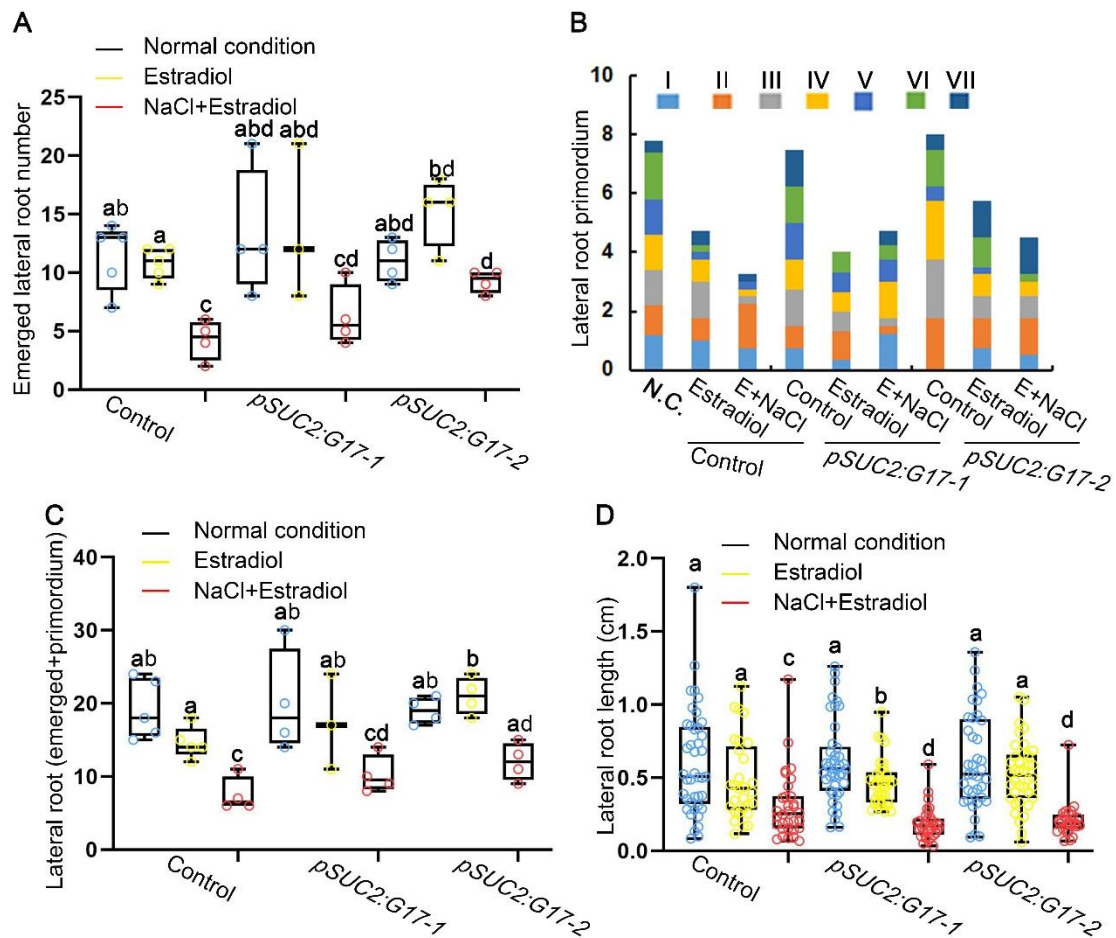 A
Normal condition
Estradiol
NaCl+Estradiol
Emerged lateral root number
25
20
15
10
5
0
ab
a
c
abd
abd
cd
abd
bd
d
Control
pSUC2:G17-1
pSUC2:G17-2
B
I II III IV V VI VII
Lateral root primordium
10
8
6
4
2
0
N.C.
Estradiol
E+NaCl
Control
Estradiol
E+NaCl
Control
Estradiol
E+NaCl
Control
pSUC2:G17-1
pSUC2:G17-2
C
Normal condition
Estradiol
NaCl+Estradiol
Lateral root (emerged+primordium)
40
30
20
10
0
ab
a
c
ab
ab
cd
ab
b
ad
Control
pSUC2:G17-1
pSUC2:G17-2
D
Normal condition
Estradiol
NaCl+Estradiol
Lateral root length (cm)
2.0
1.5
1.0
0.5
0.0
a
a
c
a
b
d
a
a
d
Control
pSUC2:G17-1
pSUC2:G17-2